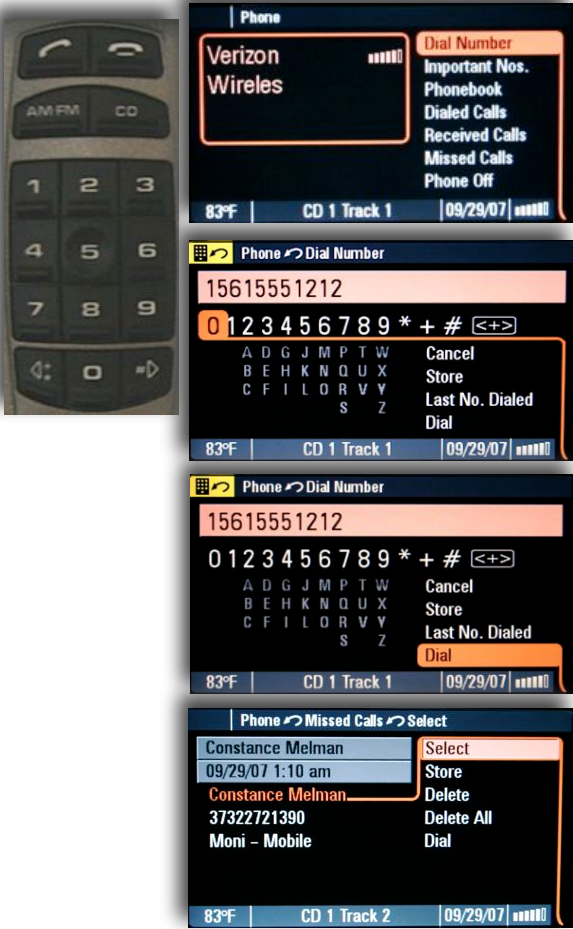 AM FM CD
1 2 3
4 5 6
7 8 9
0
Phone
Verizon
Wireles
Dial Number
Important Nos.
Phonebook
Dialed Calls
Received Calls
Missed Calls
Phone Off
83°F CD 1 Track 1 09/29/07
Phone Dial Number
15615551212
0 1 2 3 4 5 6 7 8 9 * + # <+>
A D G J M P T W
B E H K N Q U X
C F I L O R V Y
S Z
Cancel
Store
Last No. Dialed
Dial
83°F CD 1 Track 1 09/29/07
Phone Dial Number
15615551212
0 1 2 3 4 5 6 7 8 9 * + # <+>
A D G J M P T W
B E H K N Q U X
C F I L O R V Y
S Z
Cancel
Store
Last No. Dialed
Dial
83°F CD 1 Track 1 09/29/07
Phone Missed Calls Select
Constance Melman
09/29/07 1:10 am
Constance Melman
37322721390
Moni – Mobile
Select
Store
Delete
Delete All
Dial
83°F CD 1 Track 2 09/29/07